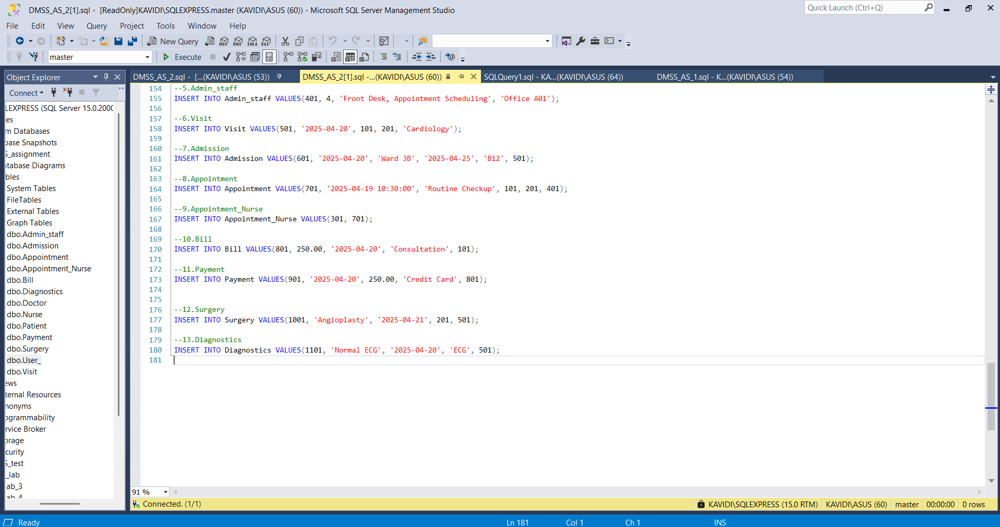 DMSS_AS_2[1].sql - [ReadOnly]KAVIDI\SQLEXPRESS.master (KAVIDI\ASUS (60)) - Microsoft SQL Server Management Studio
Quick Launch (Ctrl+Q)
File Edit View Query Project Tools Window Help
New Query MDX DMX XMLA DAX
master Execute
Object Explorer
DMSS_AS_2.sql - [...(KAVIDI\ASUS (53)) DMSS_AS_2[1].sql -...(KAVIDI\ASUS (60)) SQLQuery1.sql - KA...(KAVIDI\ASUS (64)) DMSS_AS_1.sql - K...(KAVIDI\ASUS (54))
Connect
LEXPRESS (SQL Server 15.0.2000
es
m Databases
base Snapshots
S_assignment
atabase Diagrams
bles
System Tables
FileTables
External Tables
Graph Tables
dbo.Admin_staff
dbo.Admission
dbo.Appointment
dbo.Appointment_Nurse
dbo.Bill
dbo.Diagnostics
dbo.Doctor
dbo.Nurse
dbo.Patient
dbo.Payment
dbo.Surgery
dbo.User_
dbo.Visit
ews
ternal Resources
nonyms
ogrammability
rvice Broker
orage
curity
S_test
_lab
ab_3
ab_4
154 --5.Admin_staff
155 INSERT INTO Admin_staff VALUES(401, 4, 'Front Desk, Appointment Scheduling', 'Office A01');
156
157 --6.Visit
158 INSERT INTO Visit VALUES(501, '2025-04-20', 101, 201, 'Cardiology');
159
160 --7.Admission
161 INSERT INTO Admission VALUES(601, '2025-04-20', 'Ward 3B', '2025-04-25', 'B12', 501);
162
163 --8.Appointment
164 INSERT INTO Appointment VALUES(701, '2025-04-19 10:30:00', 'Routine Checkup', 101, 201, 401);
165
166 --9.Appointment_Nurse
167 INSERT INTO Appointment_Nurse VALUES(301, 701);
168
169 --10.Bill
170 INSERT INTO Bill VALUES(801, 250.00, '2025-04-20', 'Consultation', 101);
171
172 --11.Payment
173 INSERT INTO Payment VALUES(901, '2025-04-20', 250.00, 'Credit Card', 801);
174
175
176 --12.Surgery
177 INSERT INTO Surgery VALUES(1001, 'Angioplasty', '2025-04-21', 201, 501);
178
179 --13.Diagnostics
180 INSERT INTO Diagnostics VALUES(1101, 'Normal ECG', '2025-04-20', 'ECG', 501);
181
91 %
Connected. (1/1) KAVIDI\SQLEXPRESS (15.0 RTM) KAVIDI\ASUS (60) master 00:00:00 0 rows
Ready Ln 181 Col 1 Ch 1 INS